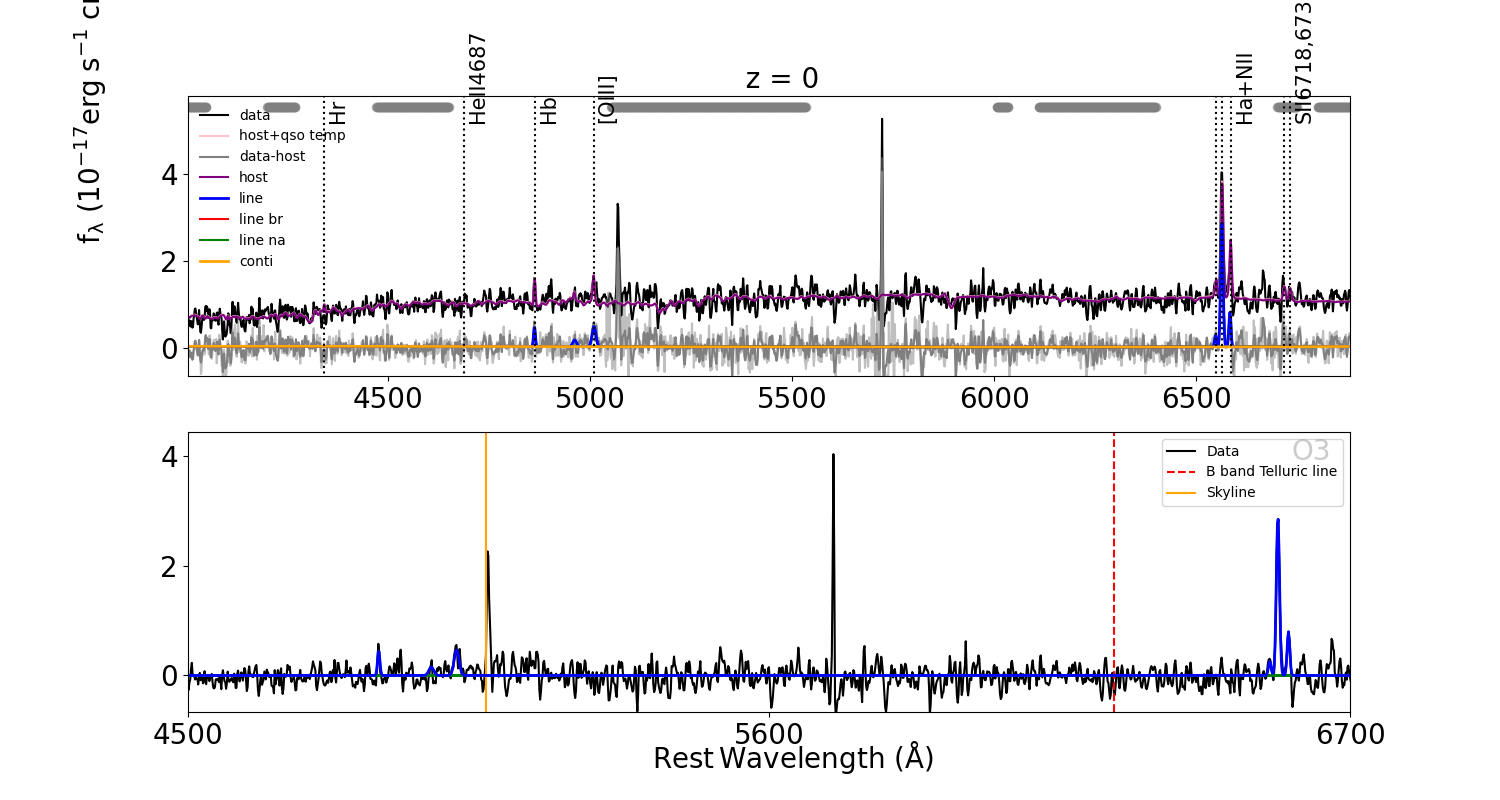 z = 0
f_λ (10^{-17} erg s^{-1}
Hr
HeII4687
Hb
[OIII]
Ha+NII
SII6718,673
data
host+qso temp
data-host
host
line
line br
line na
conti
4
2
0
4500
5000
5500
6000
6500
O3
Data
B band Telluric line
Skyline
4
2
0
4500
5600
6700
Rest Wavelength (Å)